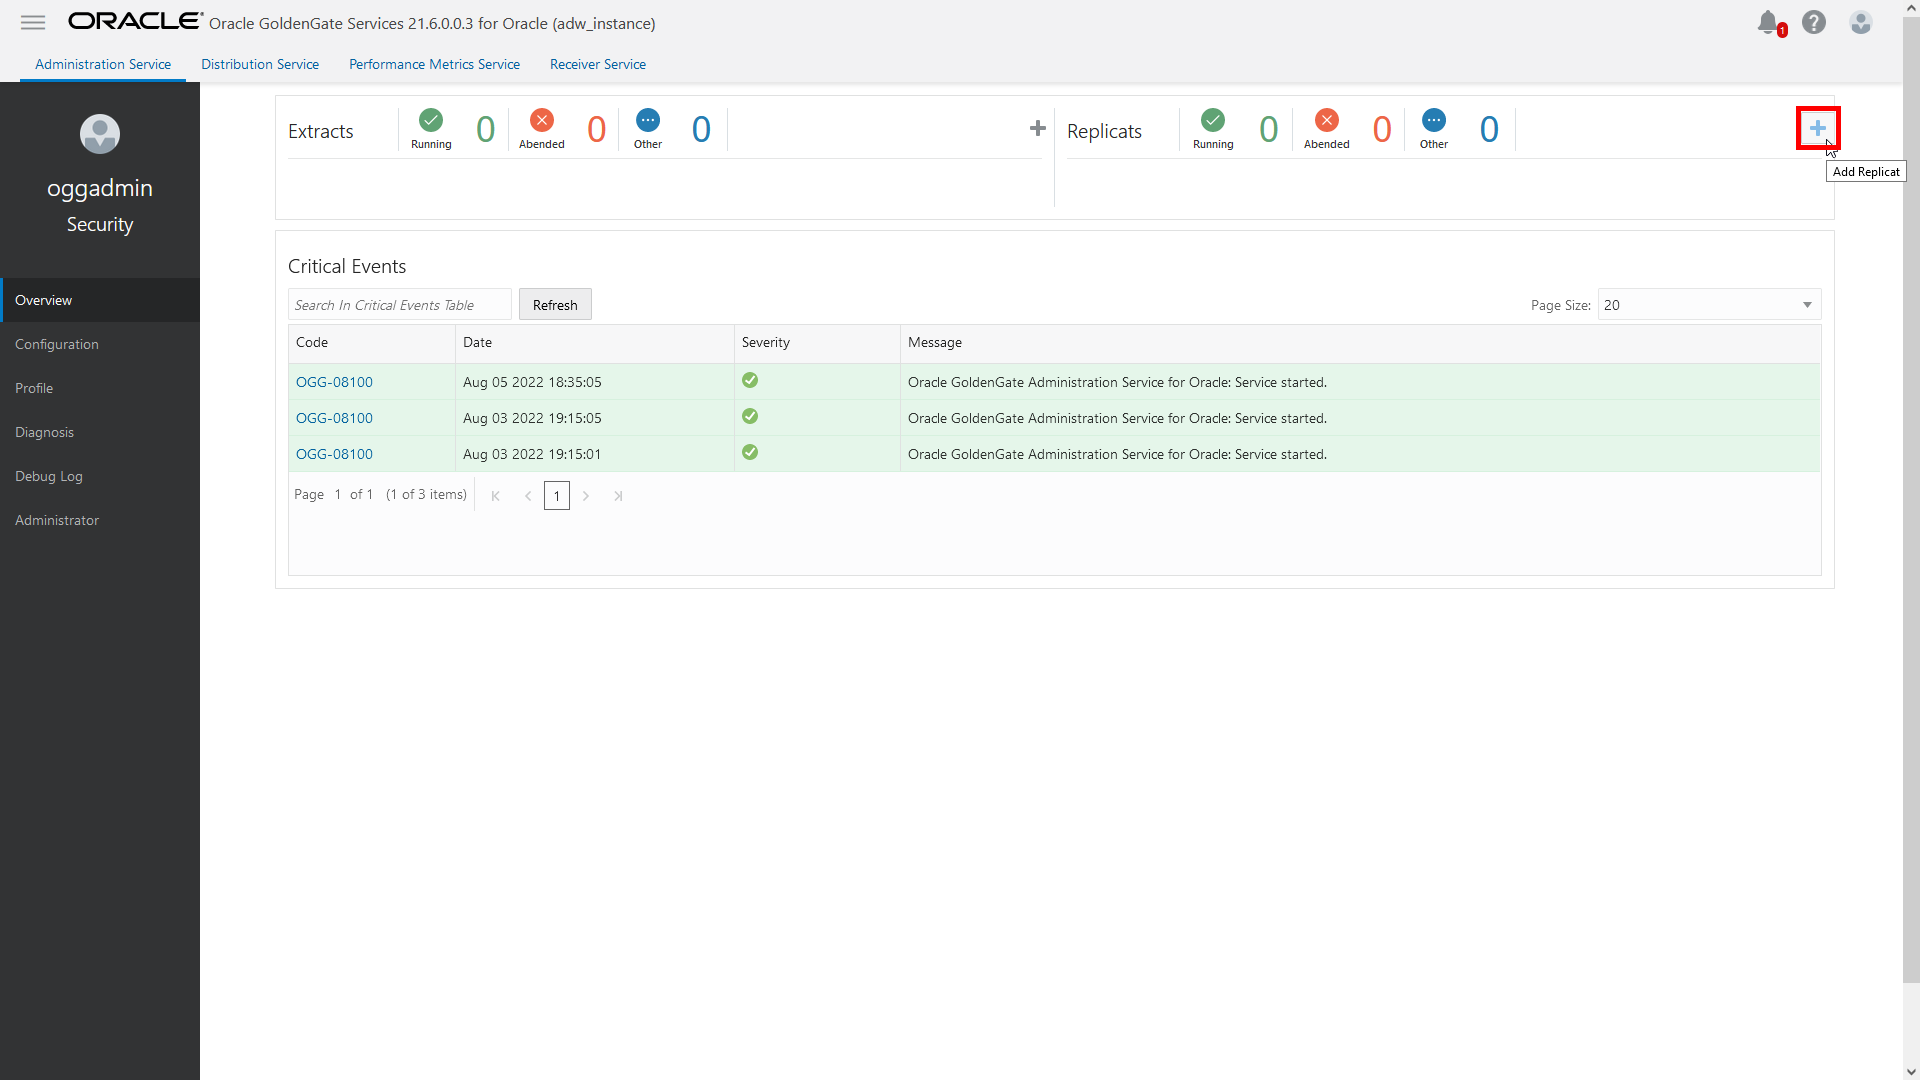 ORACLE® Oracle GoldenGate Services 21.6.0.0.3 for Oracle (adw_instance)
1
?
Administration Service Distribution Service Performance Metrics Service Receiver Service
oggadmin
Security
Overview
Configuration
Profile
Diagnosis
Debug Log
Administrator
Extracts Running 0 Abended 0 Other 0
Replicats Running 0 Abended 0 Other 0
Add Replicat
Critical Events
Search In Critical Events Table Refresh Page Size: 20
Code Date Severity Message
OGG-08100 Aug 05 2022 18:35:05 Oracle GoldenGate Administration Service for Oracle: Service started.
OGG-08100 Aug 03 2022 19:15:05 Oracle GoldenGate Administration Service for Oracle: Service started.
OGG-08100 Aug 03 2022 19:15:01 Oracle GoldenGate Administration Service for Oracle: Service started.
Page 1 of 1 (1 of 3 items) 1